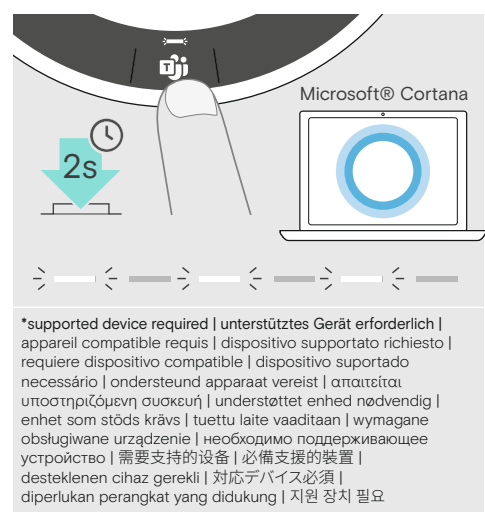 Microsoft® Cortana
2s
*supported device required | unterstütztes Gerät erforderlich |
appareil compatible requis | dispositivo supportato richiesto |
requiere dispositivo compatible | dispositivo suportado
necessário | ondersteund apparaat vereist | απαιτείται
υποστηριζόμενη συσκευή | understøttet enhed nødvendig |
enhet som stöds krävs | tuettu laite vaaditaan | wymagane
obsługiwane urządzenie | необходимо поддерживающее
устройство | 需要支持的设备 | 必備支援的裝置 |
desteklenen cihaz gerekli | 対応デバイス必須 |
diperlukan perangkat yang didukung | 지원 장치 필요